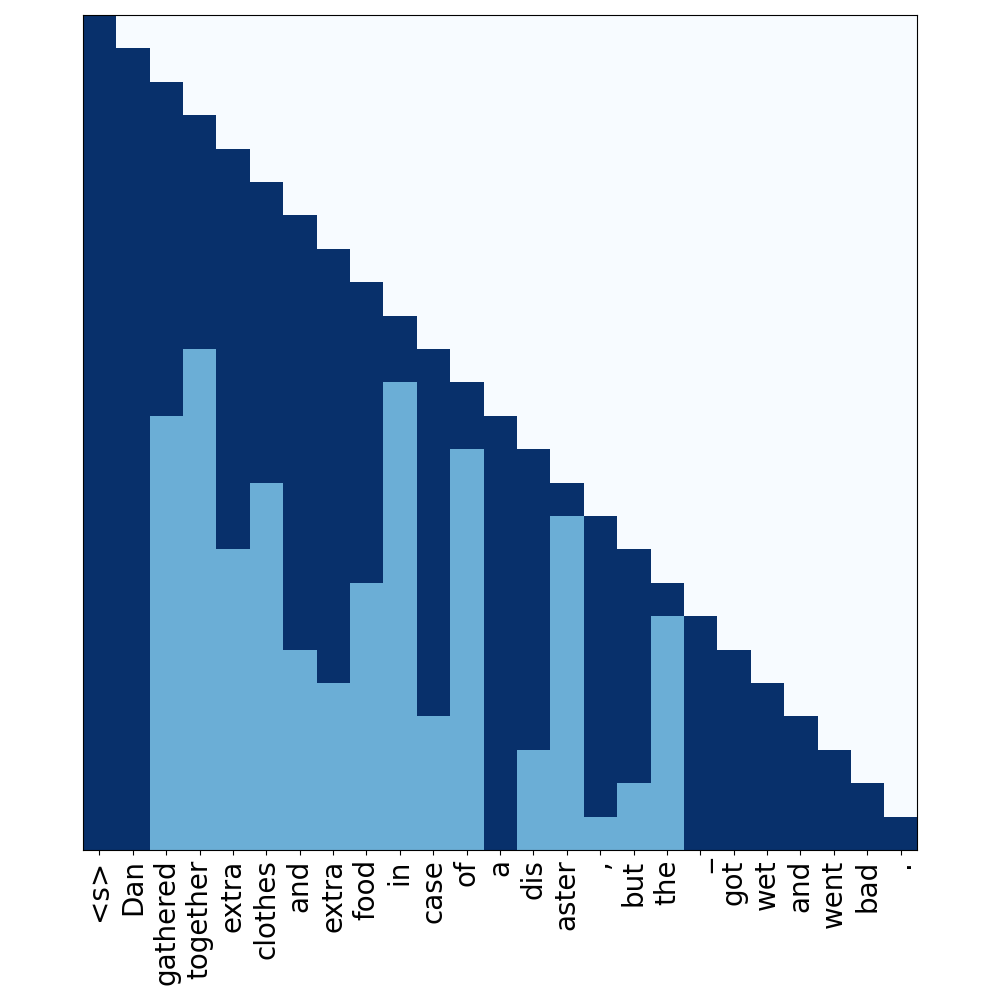 <s>
Dan
gathered
together
extra
clothes
and
extra
food
in
case
of
a
dis
aster
,
but
the
_
got
wet
and
went
bad
.